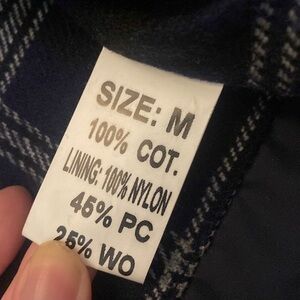 SIZE: M
100% COT.
LINING: 100% NYLON
45% PC
25% WO